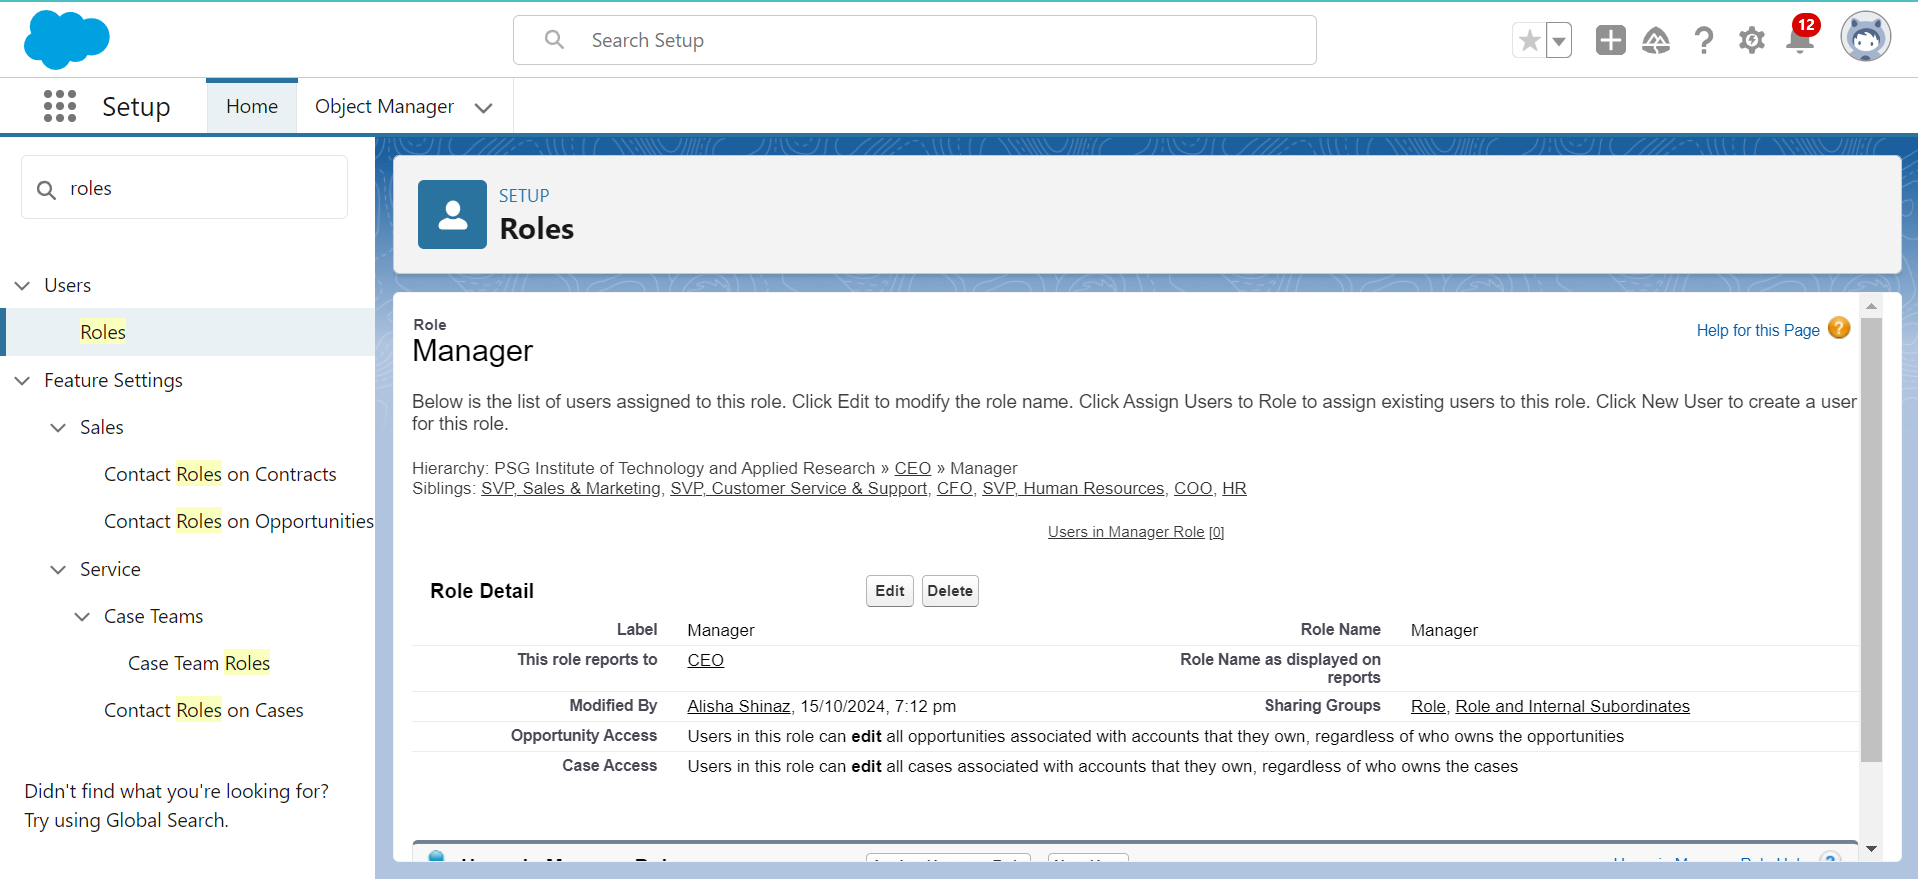 Search Setup
12
Setup
Home
Object Manager
roles
Users
Roles
Feature Settings
Sales
Contact Roles on Contracts
Contact Roles on Opportunities
Service
Case Teams
Case Team Roles
Contact Roles on Cases
Didn't find what you're looking for?
Try using Global Search.
SETUP
Roles
Role
Manager
Help for this Page ?
Below is the list of users assigned to this role. Click Edit to modify the role name. Click Assign Users to Role to assign existing users to this role. Click New User to create a user
for this role.
Hierarchy: PSG Institute of Technology and Applied Research » CEO » Manager
Siblings: SVP, Sales & Marketing, SVP, Customer Service & Support, CFO, SVP, Human Resources, COO, HR
Users in Manager Role [0]
Role Detail
Edit Delete
Label Manager Role Name Manager
This role reports to CEO Role Name as displayed on
reports
Modified By Alisha Shinaz, 15/10/2024, 7:12 pm Sharing Groups Role, Role and Internal Subordinates
Opportunity Access Users in this role can edit all opportunities associated with accounts that they own, regardless of who owns the opportunities
Case Access Users in this role can edit all cases associated with accounts that they own, regardless of who owns the cases